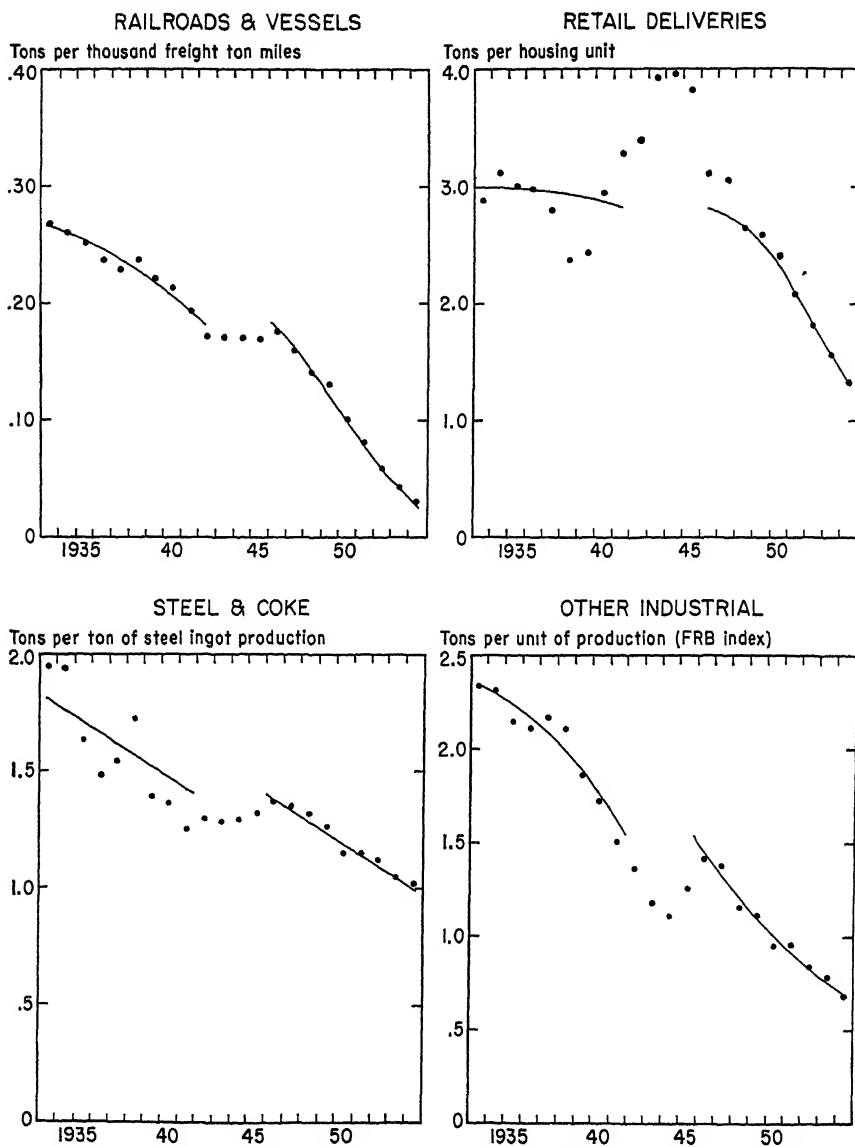 RAILROADS & VESSELS
Tons per thousand freight ton miles
.40
.30
.20
.10
0
1935 40 45 50
RETAIL DELIVERIES
Tons per housing unit
4.0
3.0
2.0
1.0
0
1935 40 45 50
STEEL & COKE
Tons per ton of steel ingot production
2.0
1.5
1.0
.5
0
1935 40 45 50
OTHER INDUSTRIAL
Tons per unit of production (FRB index)
2.5
2.0
1.5
1.0
.5
0
1935 40 45 50